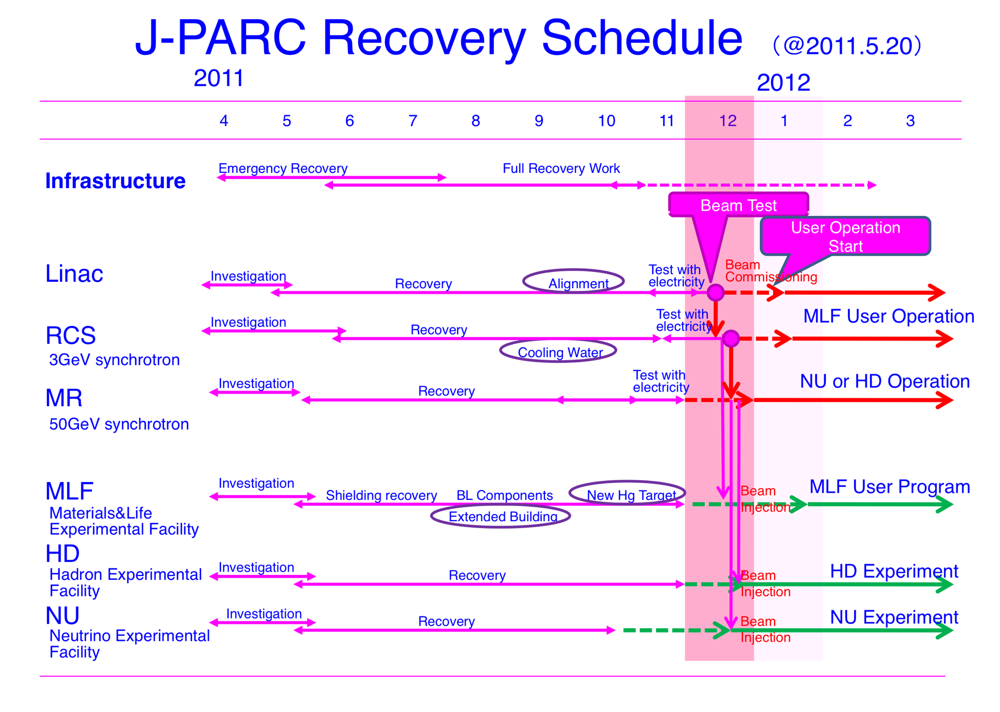 J-PARC Recovery Schedule （@2011.5.20）
2011
2012
4 5 6 7 8 9 10 11 12 1 2 3
Infrastructure
Emergency Recovery
Full Recovery Work
Beam Test
User Operation
Start
Linac
Investigation
Recovery
Alignment
Test with
electricity
Beam
Commissioning
MLF User Operation
RCS
3GeV synchrotron
Investigation
Recovery
Cooling Water
Test with
electricity
MR
50GeV synchrotron
Investigation
Recovery
Test with
electricity
NU or HD Operation
MLF
Materials&Life
Experimental Facility
Investigation
Shielding recovery
BL Components
New Hg Target
Extended Building
Beam
Injection
MLF User Program
HD
Hadron Experimental
Facility
Investigation
Recovery
Beam
Injection
HD Experiment
NU
Neutrino Experimental
Facility
Investigation
Recovery
Beam
Injection
NU Experiment